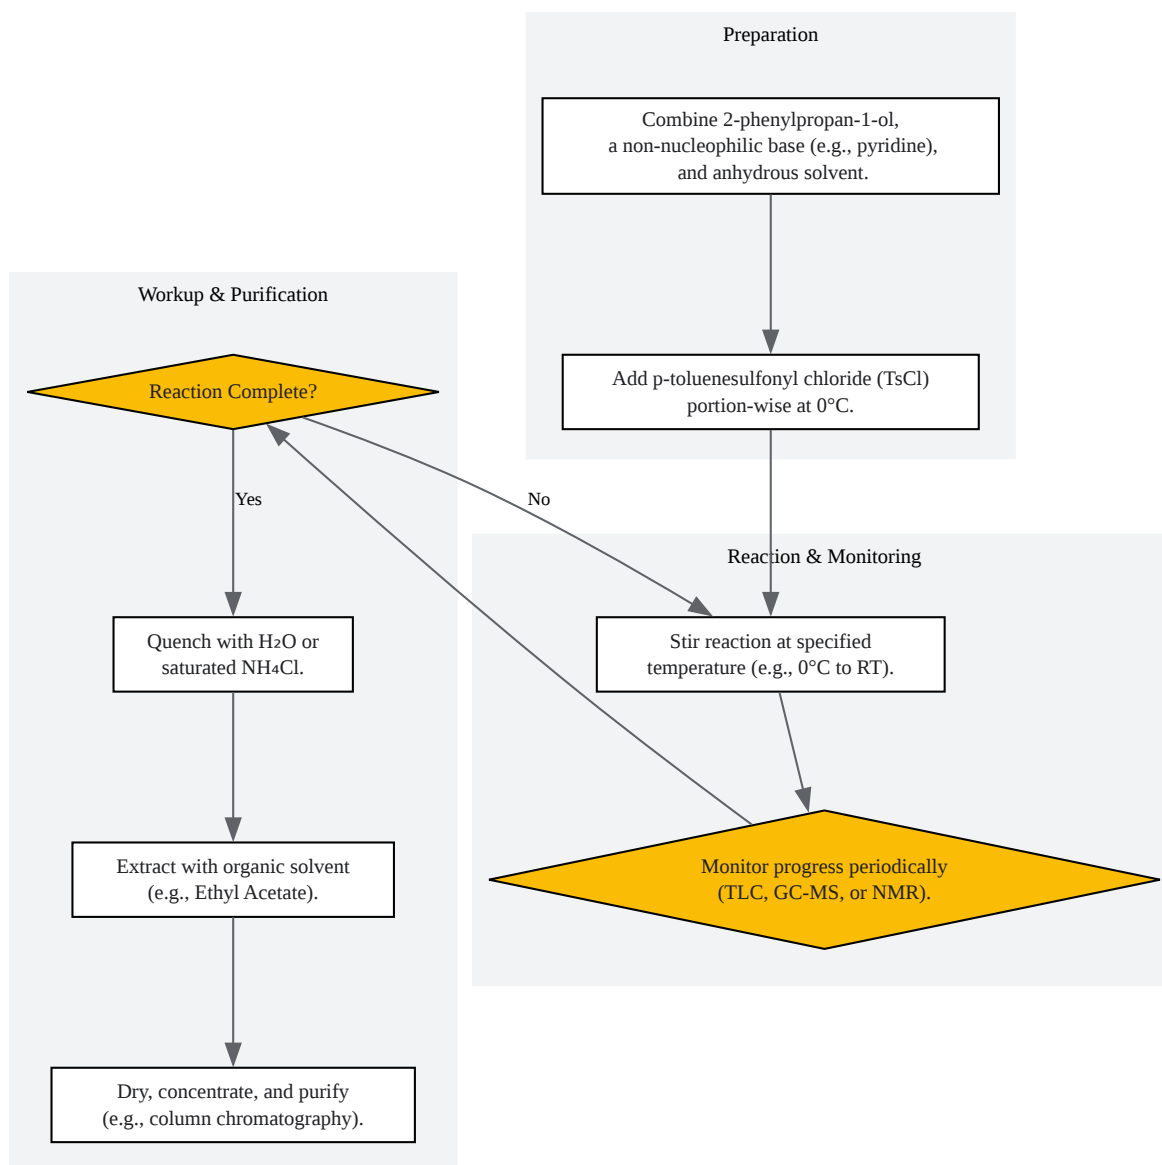 Preparation
Combine 2-phenylpropan-1-ol,
a non-nucleophilic base (e.g., pyridine),
and anhydrous solvent.
Add p-toluenesulfonyl chloride (TsCl)
portion-wise at 0°C.
Reaction & Monitoring
Stir reaction at specified
temperature (e.g., 0°C to RT).
Monitor progress periodically
(TLC, GC-MS, or NMR).
Workup & Purification
Reaction Complete?
No
Yes
Quench with H₂O or
saturated NH₄Cl.
Extract with organic solvent
(e.g., Ethyl Acetate).
Dry, concentrate, and purify
(e.g., column chromatography).